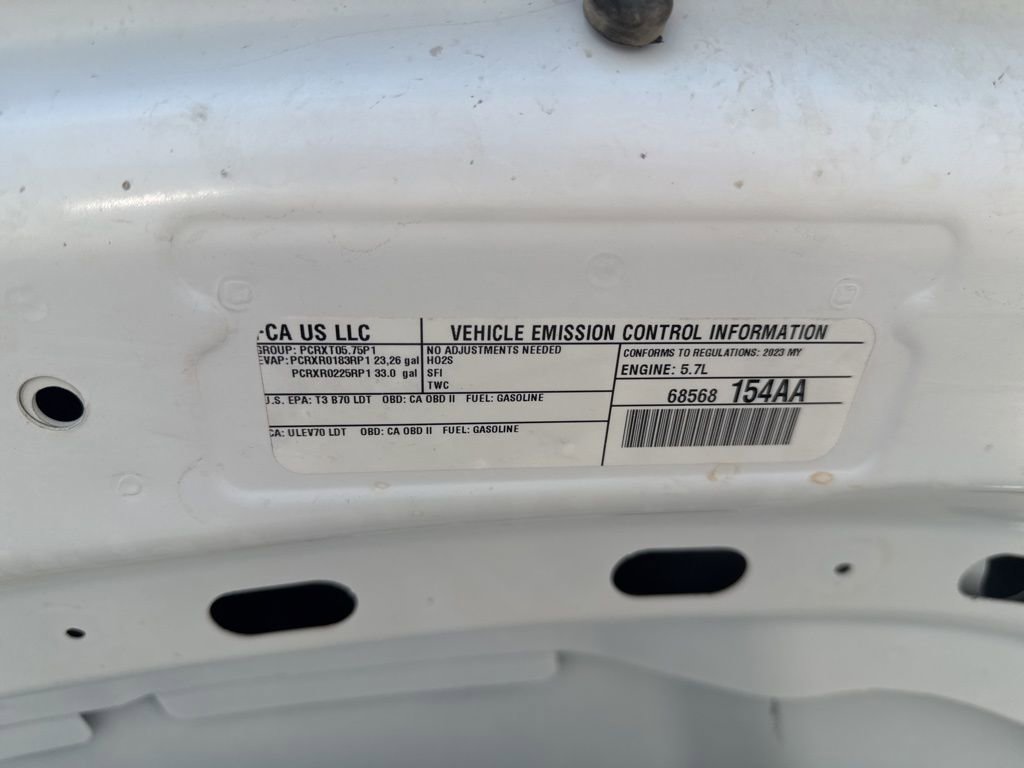 -CA US LLC
VEHICLE EMISSION CONTROL INFORMATION
GROUP: PCRXT05.75P1
EVAP: PCRXR0183RP1 23,26 gal
PCRXR0225RP1 33.0 gal
NO ADJUSTMENTS NEEDED
HO2S
SFI
TWC
CONFORMS TO REGULATIONS: 2023 MY
ENGINE: 5.7L
68568 154AA
U.S. EPA: T3 B70 LDT OBD: CA OBD II FUEL: GASOLINE
CA: ULEV70 LDT OBD: CA OBD II FUEL: GASOLINE